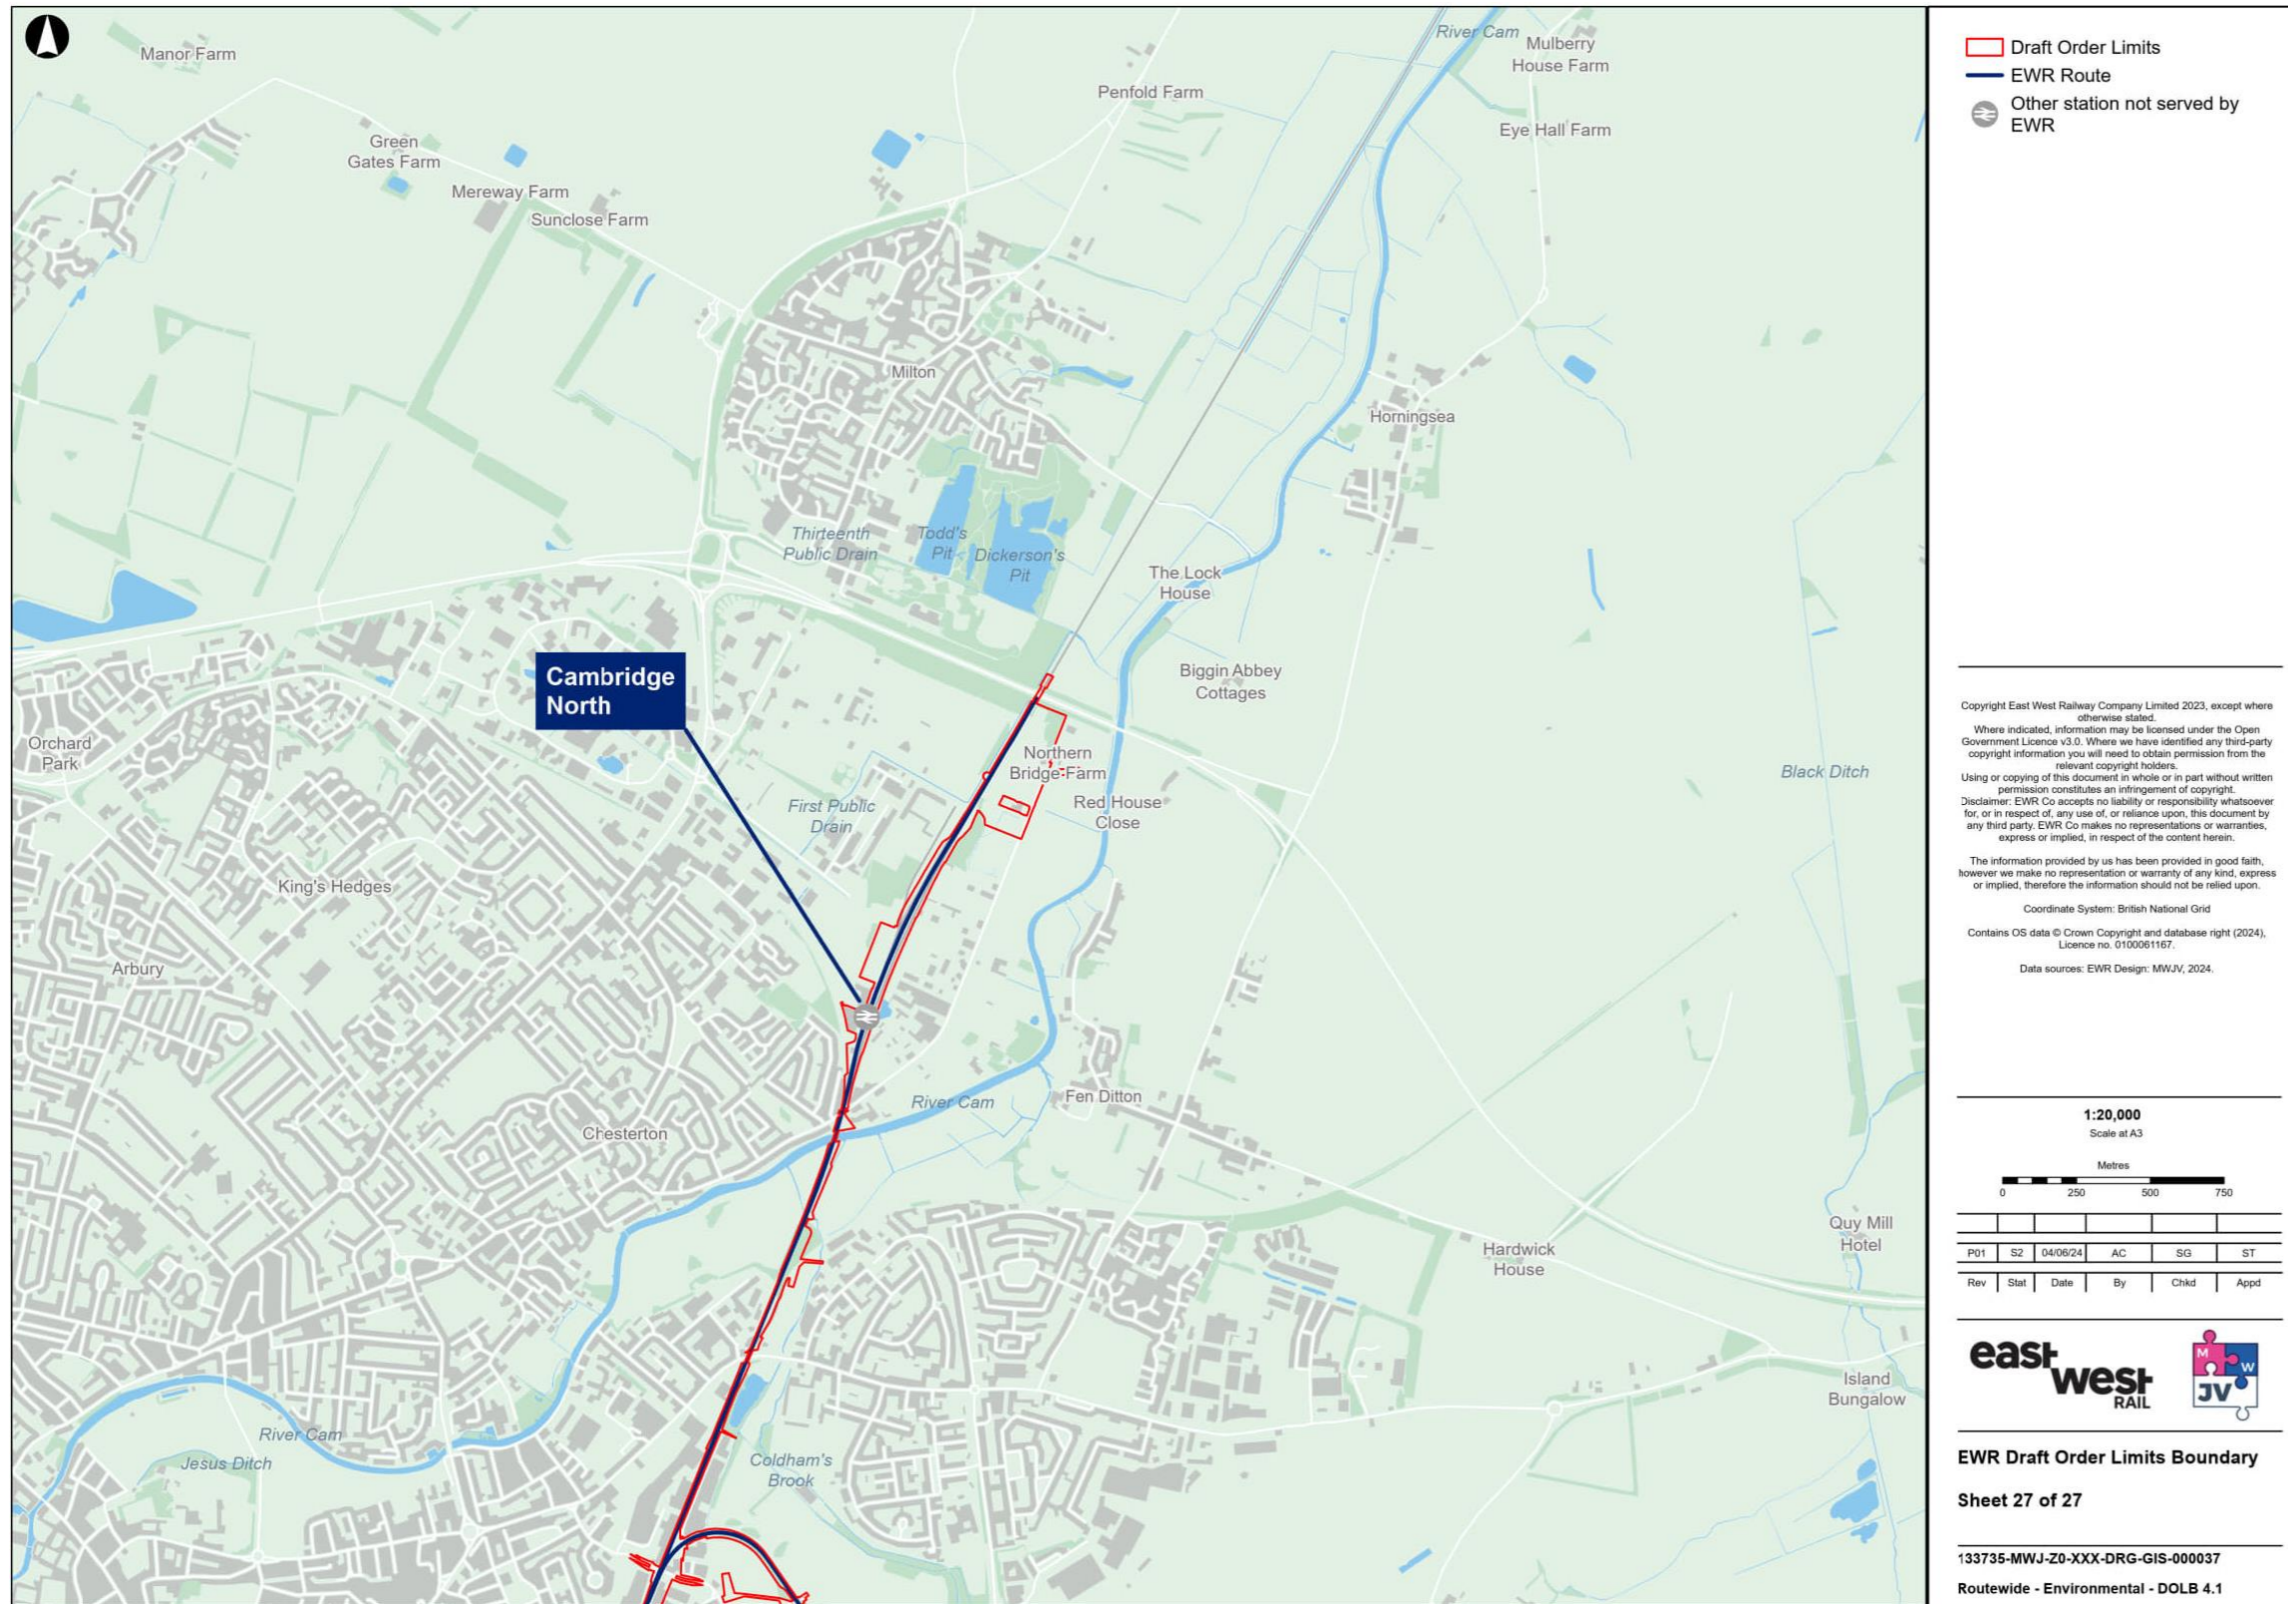 Manor Farm
Green
Gates Farm
Mereway Farm
Sunclose Farm
Penfold Farm
River Cam
Mulberry
House Farm
Eye Hall Farm
Milton
Horningsea
Thirteenth
Public Drain
Todd's
Pit
Dickerson's
Pit
The Lock
House
Biggin Abbey
Cottages
Cambridge
North
Orchard
Park
Northern
Bridge Farm
Red House
Close
First Public
Drain
Black Ditch
King's Hedges
Arbury
River Cam
Fen Ditton
Chesterton
Hardwick
House
Quy Mill
Hotel
Island
Bungalow
River Cam
Jesus Ditch
Coldham's
Brook
Draft Order Limits
EWR Route
Other station not served by
EWR
Copyright East West Railway Company Limited 2023, except where
otherwise stated.
Where indicated, information may be licensed under the Open
Government Licence v3.0. Where we have identified any third-party
copyright information you will need to obtain permission from the
relevant copyright holders.
Using or copying of this document in whole or in part without written
permission constitutes an infringement of copyright.
Disclaimer: EWR Co accepts no liability or responsibility whatsoever
for, or in respect of, any use of, or reliance upon, this document by
any third party. EWR Co makes no representations or warranties,
express or implied, in respect of the content herein.
The information provided by us has been provided in good faith,
however we make no representation or warranty of any kind, express
or implied, therefore the information should not be relied upon.
Coordinate System: British National Grid
Contains OS data © Crown Copyright and database right (2024),
Licence no. 0100061167.
Data sources: EWR Design: MWJV, 2024.
1:20,000
Scale at A3
Metres
0 250 500 750
P01 S2 04/06/24 AC SG ST
Rev Stat Date By Chkd Appd
east
west
RAIL
M
W
JV
EWR Draft Order Limits Boundary
Sheet 27 of 27
133735-MWJ-Z0-XXX-DRG-GIS-000037
Routewide - Environmental - DOLB 4.1